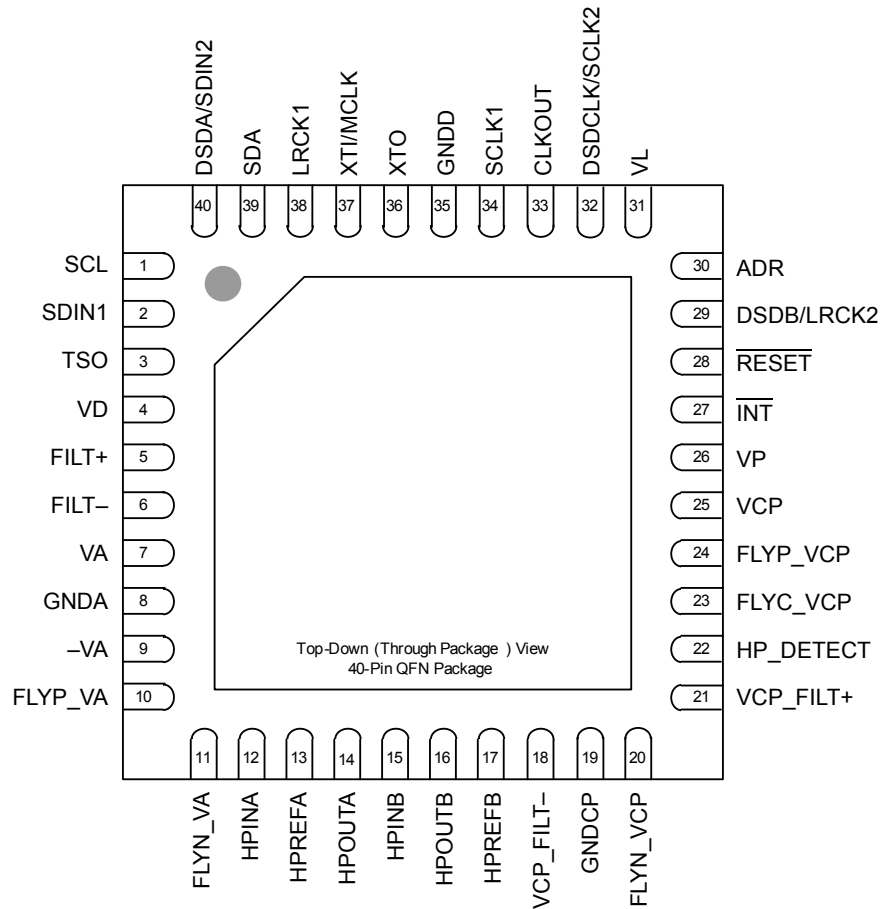 DSDA/SDIN2
SDA
LRCK1
XTI/MCLK
XTO
GNDD
SCLK1
CLKOUT
DSDCLK/SCLK2
VL
40 39 38 37 36 35 34 33 32 31
SCL 1
SDIN1 2
TSO 3
VD 4
FILT+ 5
FILT– 6
VA 7
GNDA 8
–VA 9
FLYP_VA 10
30 ADR
29 DSDB/LRCK2
28 RESET
27 INT
26 VP
25 VCP
24 FLYP_VCP
23 FLYC_VCP
22 HP_DETECT
21 VCP_FILT+
Top-Down (Through Package ) View
40-Pin QFN Package
11 12 13 14 15 16 17 18 19 20
FLYN_VA
HPINA
HPREFA
HPOUTA
HPINB
HPOUTB
HPREFB
VCP_FILT–
GNDCP
FLYN_VCP